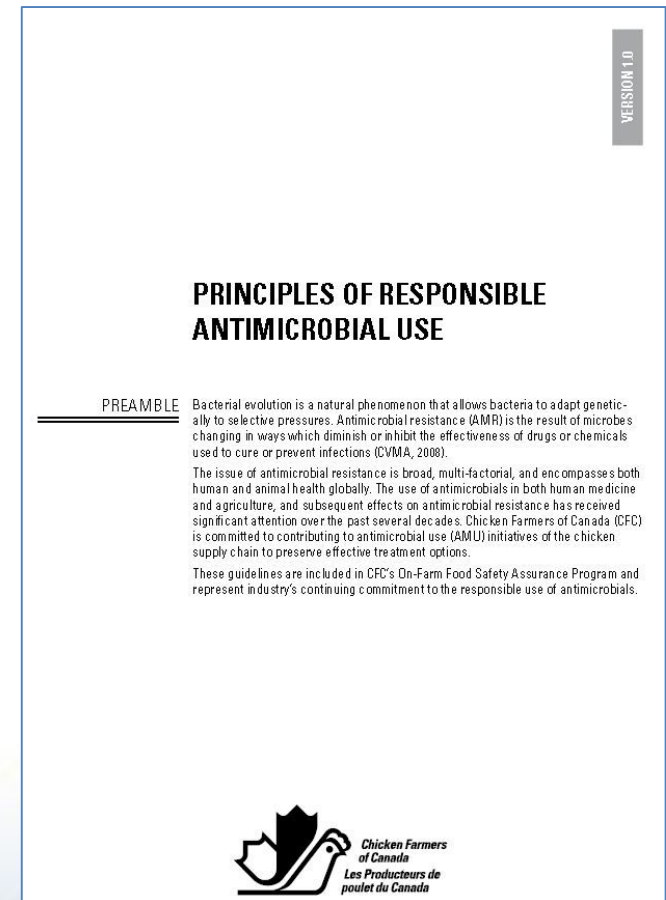 VERSION 1.0
PRINCIPLES OF RESPONSIBLE
ANTIMICROBIAL USE
PREAMBLE
Bacterial evolution is a natural phenomenon that allows bacteria to adapt genetic-
ally to selective pressures. Antimicrobial resistance (AMR) is the result of microbes
changing in ways which diminish or inhibit the effectiveness of drugs or chemicals
used to cure or prevent infections (CVMA, 2008).
The issue of antimicrobial resistance is broad, multi-factorial, and encompasses both
human and animal health globally. The use of antimicrobials in both human medicine
and agriculture, and subsequent effects on antimicrobial resistance has received
significant attention over the past several decades. Chicken Farmers of Canada (CFC)
is committed to contributing to antimicrobial use (AMU) initiatives of the chicken
supply chain to preserve effective treatment options.
These guidelines are included in CFC's On-Farm Food Safety Assurance Program and
represent industry's continuing commitment to the responsible use of antimicrobials.
Chicken Farmers
of Canada
Les Producteurs de
poulet du Canada